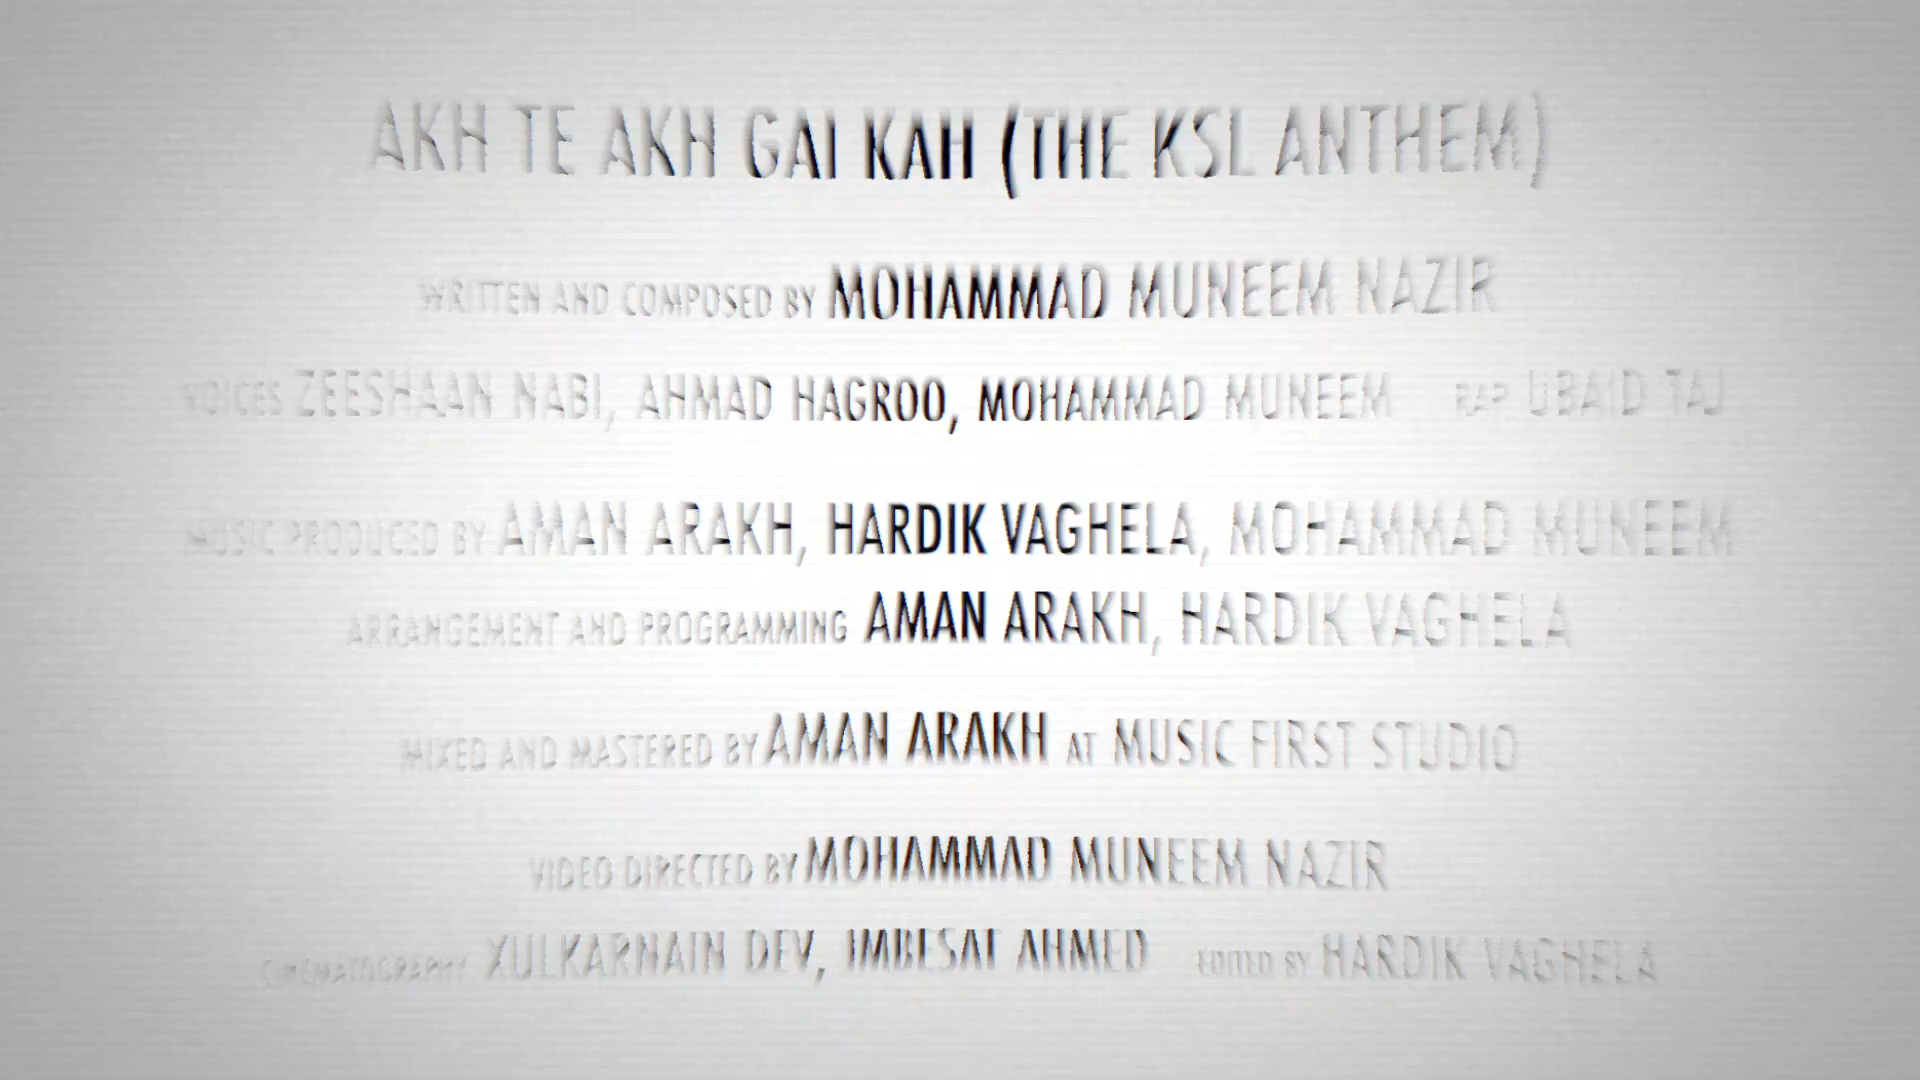 AKH TE AKH GAI KAH (THE KSL ANTHEM)
WRITTEN AND COMPOSED BY MOHAMMAD MUNEEM NAZIR
VOICES ZEESHAAN NABI, AHMAD HAGROO, MOHAMMAD MUNEEM RAP UBAID TAJ
MUSIC PRODUCED BY AMAN ARAKH, HARDIK VAGHELA, MOHAMMAD MUNEEM
ARRANGEMENT AND PROGRAMMING AMAN ARAKH, HARDIK VAGHELA
MIXED AND MASTERED BY AMAN ARAKH AT MUSIC FIRST STUDIO
VIDEO DIRECTED BY MOHAMMAD MUNEEM NAZIR
CINEMATOGRAPHY XULKARNAIN DEV, IMBESAT AHMED EDITED BY HARDIK VAGHELA